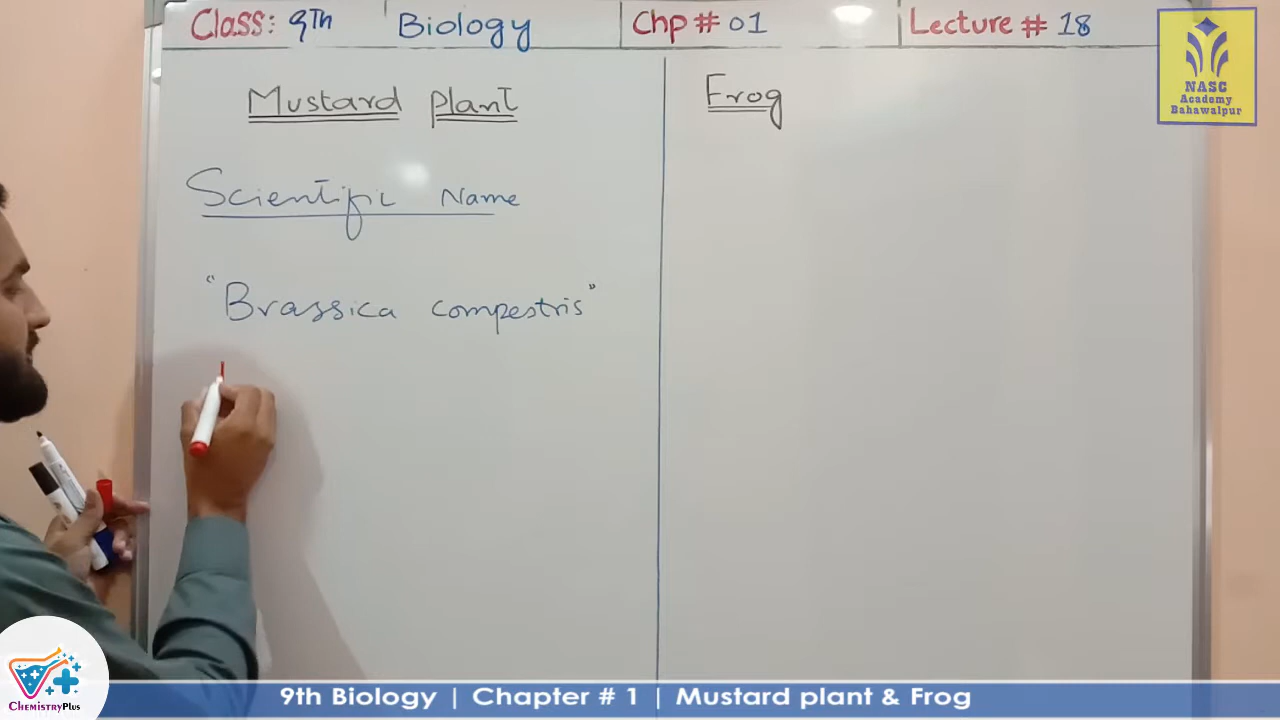 Class: 9Th Biology Chp # 01 Lecture # 18
NASC
Academy
Bahawalpur
Mustard Plant
Frog
Scientific Name
"Brassica compestris"
ChemistryPlus
9th Biology | Chapter # 1 | Mustard plant & Frog